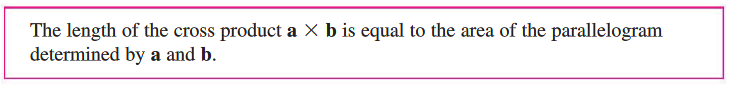 The length of the cross product a × b is equal to the area of the parallelogram
determined by a and b.